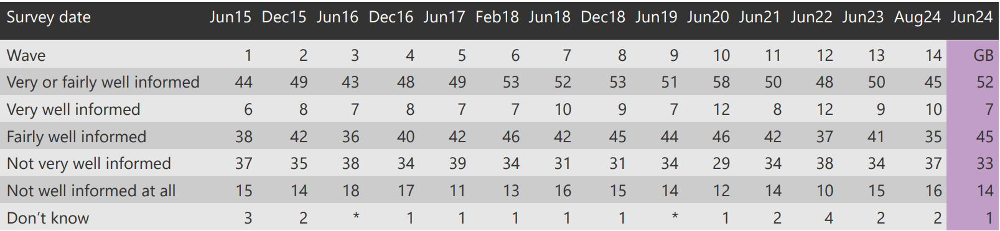 Survey date Jun15 Dec15 Jun16 Dec16 Jun17 Feb18 Jun18 Dec18 Jun19 Jun20 Jun21 Jun22 Jun23 Aug24 Jun24
Wave 1 2 3 4 5 6 7 8 9 10 11 12 13 14 GB
Very or fairly well informed 44 49 43 48 49 53 52 53 51 58 50 48 50 45 52
Very well informed 6 8 7 8 7 7 10 9 7 12 8 12 9 10 7
Fairly well informed 38 42 36 40 42 46 42 45 44 46 42 37 41 35 45
Not very well informed 37 35 38 34 39 34 31 31 34 29 34 38 34 37 33
Not well informed at all 15 14 18 17 11 13 16 15 14 12 14 10 15 16 14
Don’t know 3 2 * 1 1 1 1 1 * 1 2 4 2 2 1